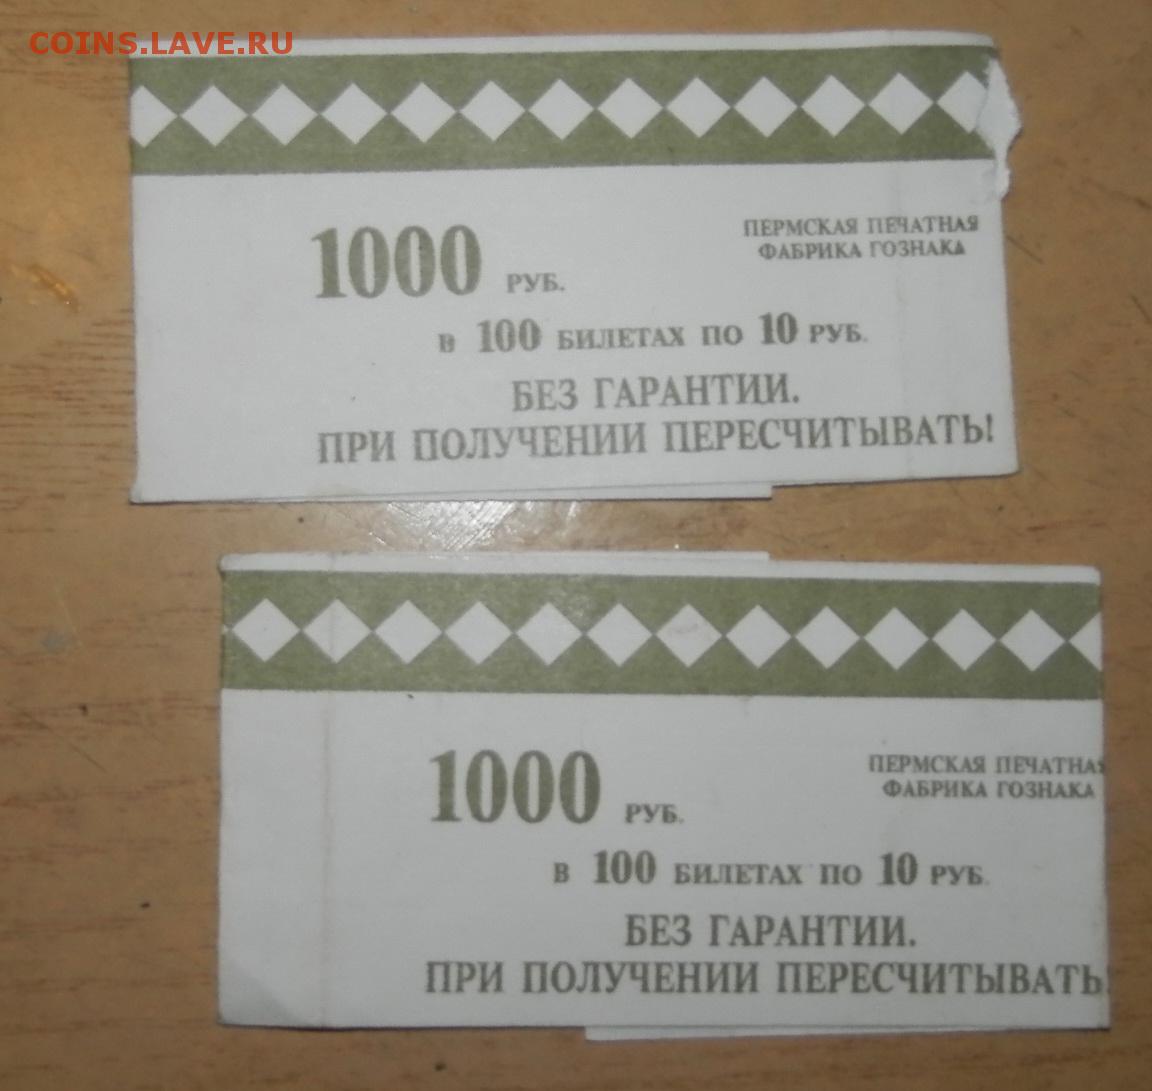 COINS.LAVE.RU
1000 РУБ.
ПЕРМСКАЯ ПЕЧАТНАЯ
ФАБРИКА ГОЗНАКА
В 100 БИЛЕТАХ ПО 10 РУБ.
БЕЗ ГАРАНТИИ.
ПРИ ПОЛУЧЕНИИ ПЕРЕСЧИТЫВАТЬ!
1000 РУБ.
ПЕРМСКАЯ ПЕЧАТНАЯ
ФАБРИКА ГОЗНАКА
В 100 БИЛЕТАХ ПО 10 РУБ.
БЕЗ ГАРАНТИИ.
ПРИ ПОЛУЧЕНИИ ПЕРЕСЧИТЫВАТЬ!